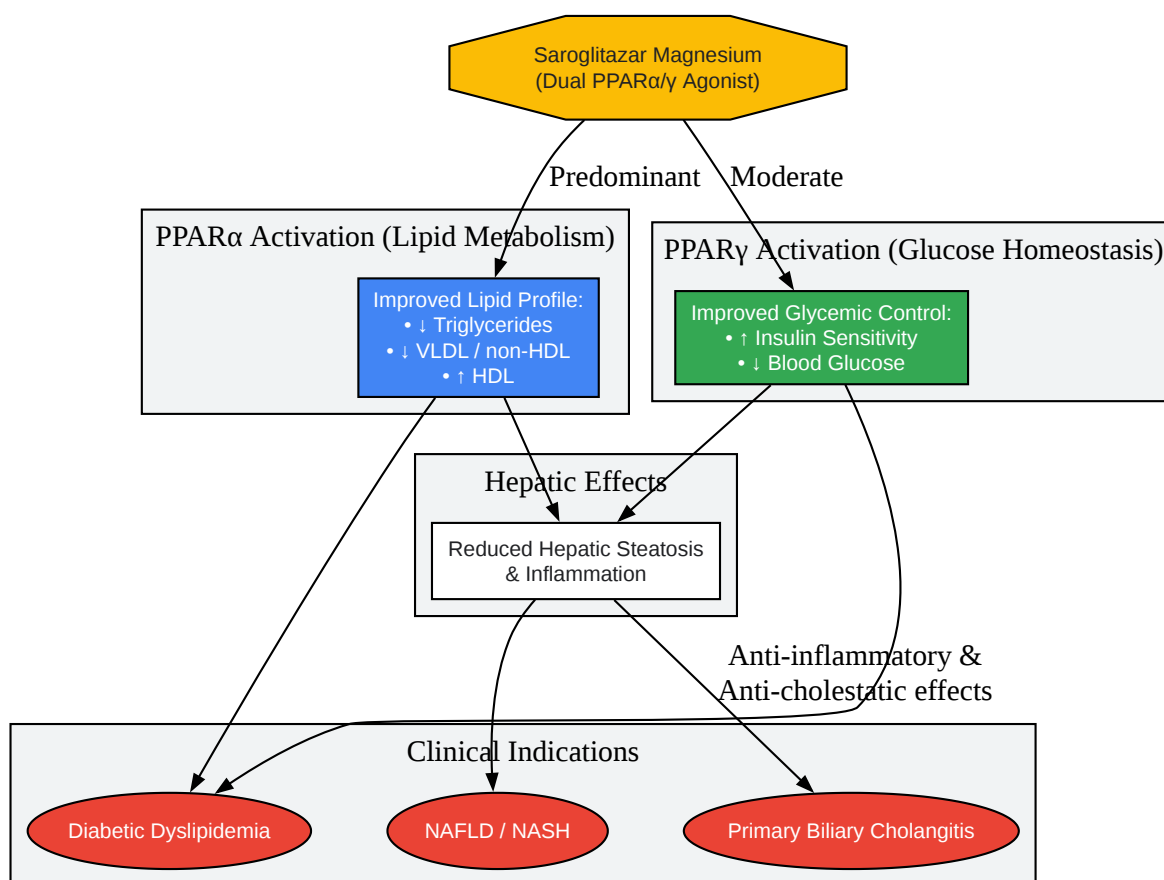 Saroglitazar Magnesium
(Dual PPARα/γ Agonist)
Predominant
Moderate
PPARα Activation (Lipid Metabolism)
PPARγ Activation (Glucose Homeostasis)
Improved Lipid Profile:
• ↓ Triglycerides
• ↓ VLDL / non-HDL
• ↑ HDL
Improved Glycemic Control:
• ↑ Insulin Sensitivity
• ↓ Blood Glucose
Hepatic Effects
Reduced Hepatic Steatosis
& Inflammation
Anti-inflammatory &
Anti-cholestatic effects
Clinical Indications
Diabetic Dyslipidemia
NAFLD / NASH
Primary Biliary Cholangitis